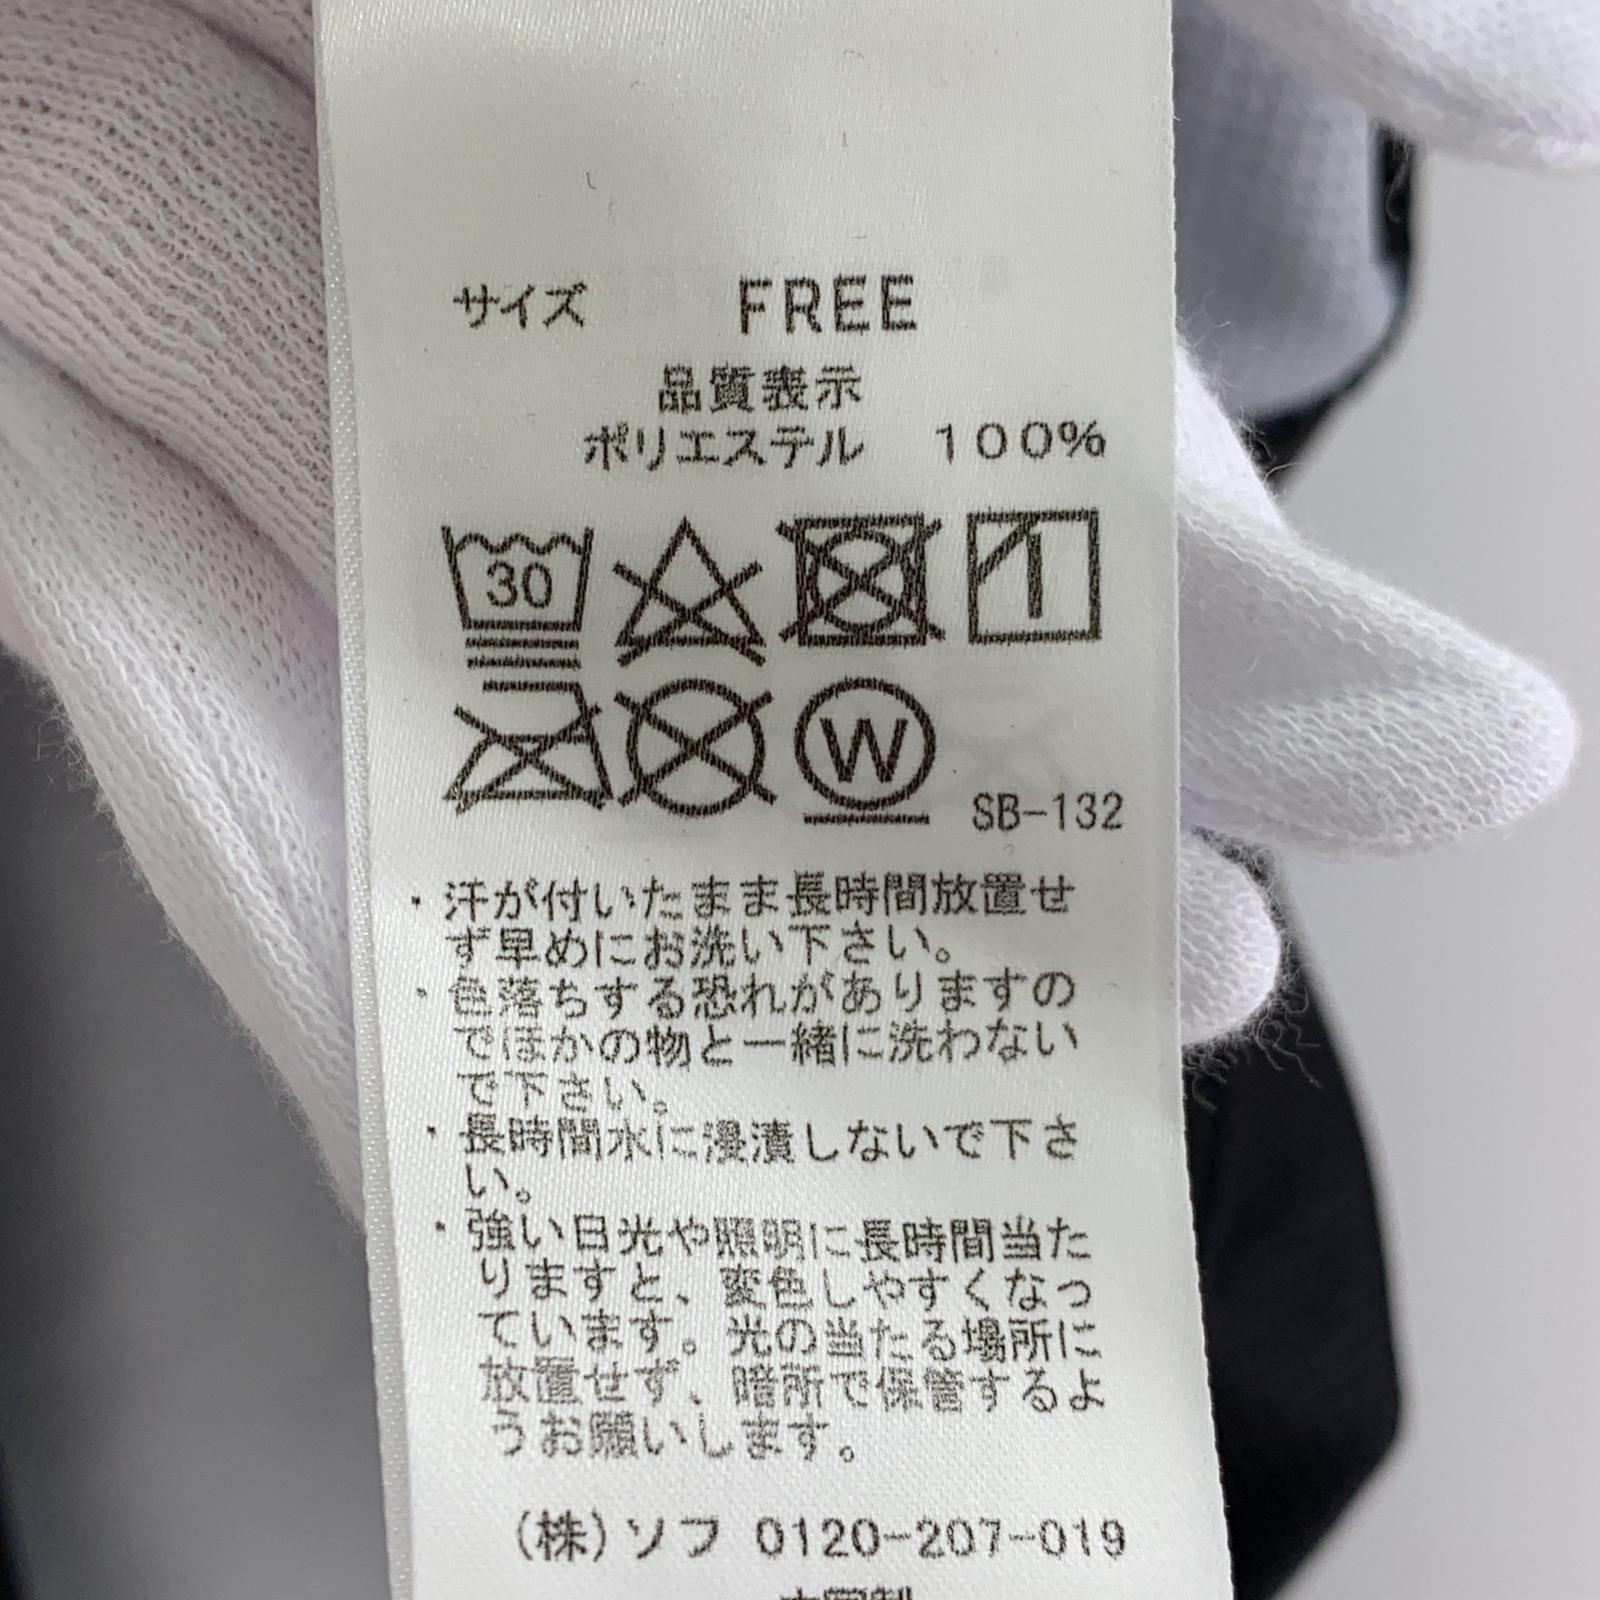 サイズ FREE
品質表示
ポリエステル 100%
30
W
SB-132
・汗が付いたまま長時間放置せ
ず早めにお洗い下さい。
・色落ちする恐れがありますの
でほかの物と一緒に洗わない
で下さい。
・長時間水に浸漬しないで下さ
い。
・強い日光や照明に長時間当た
りますと、変色しやすくなっ
ています。光の当たる場所に
放置せず、暗所で保管するよ
うお願いします。
(株)ソフ 0120-207-019